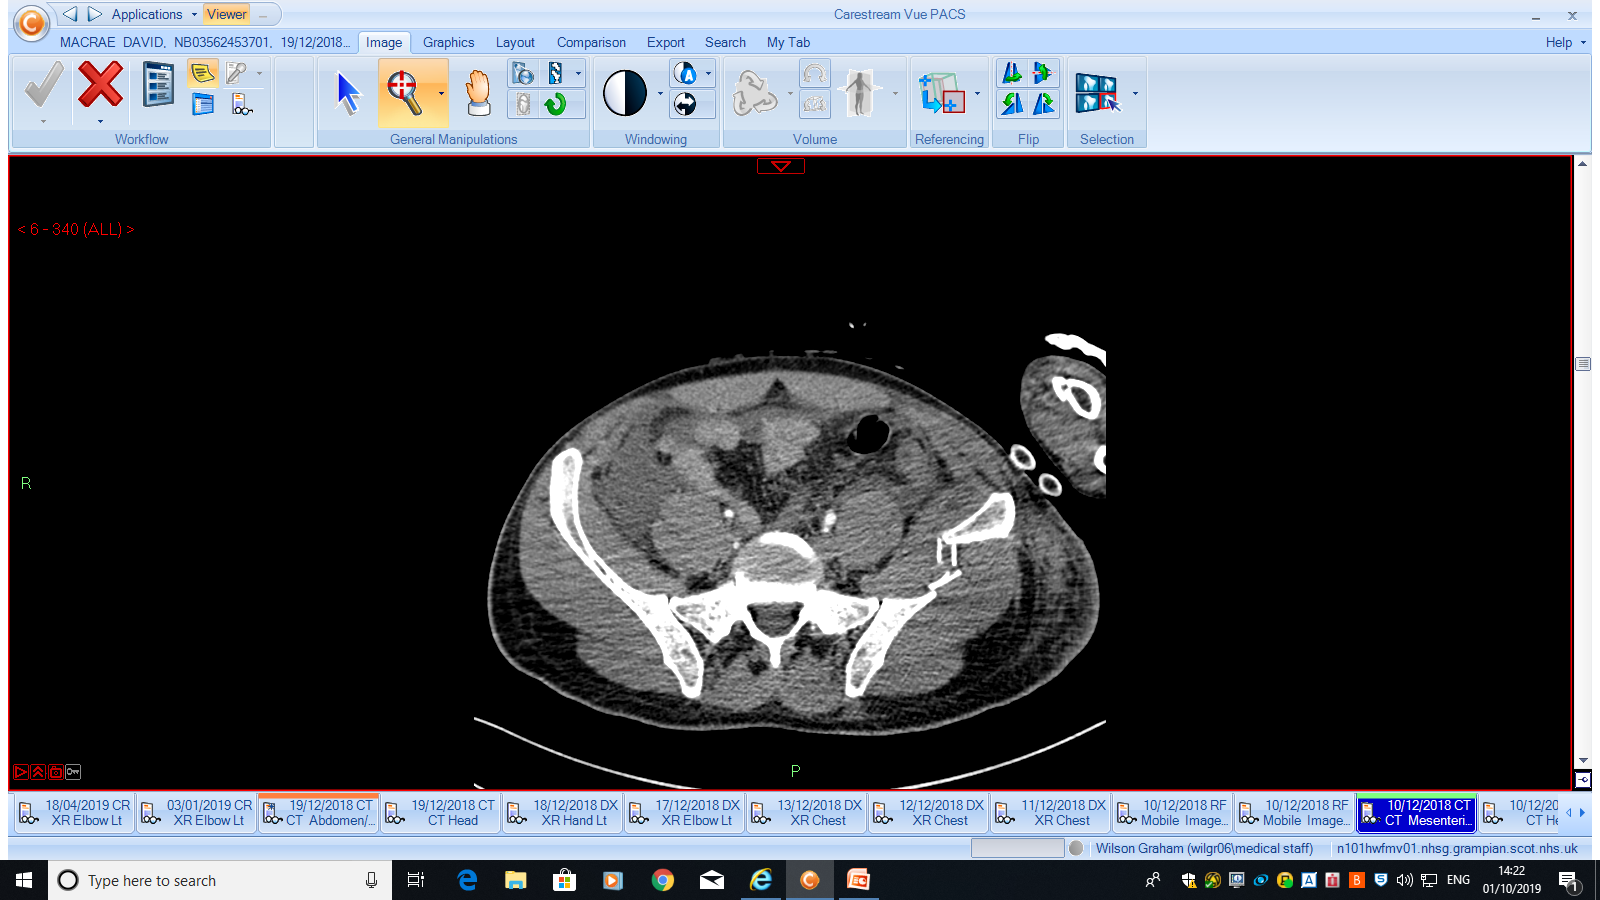 Applications
Viewer
Carestream Vue PACS
MACRAE DAVID, NB03562453701, 19/12/2018...
Image
Graphics
Layout
Comparison
Export
Search
My Tab
Help
Workflow
General Manipulations
Windowing
Volume
Referencing
Flip
Selection
< 6 - 340 (ALL) >
R
P
18/04/2019 CR
XR Elbow Lt
03/01/2019 CR
XR Elbow Lt
19/12/2018 CT
CT Abdomen/...
19/12/2018 CT
CT Head
18/12/2018 DX
XR Hand Lt
17/12/2018 DX
XR Elbow Lt
13/12/2018 DX
XR Chest
12/12/2018 DX
XR Chest
11/12/2018 DX
XR Chest
10/12/2018 RF
Mobile Image...
10/12/2018 RF
Mobile Image...
10/12/2018 CT
CT Mesenteri...
10/12/20
CT He
Wilson Graham (wilgr06\medical staff)
n101hwfmv01.nhsg.grampian.scot.nhs.uk
Type here to search
ENG
14:22
01/10/2019
1